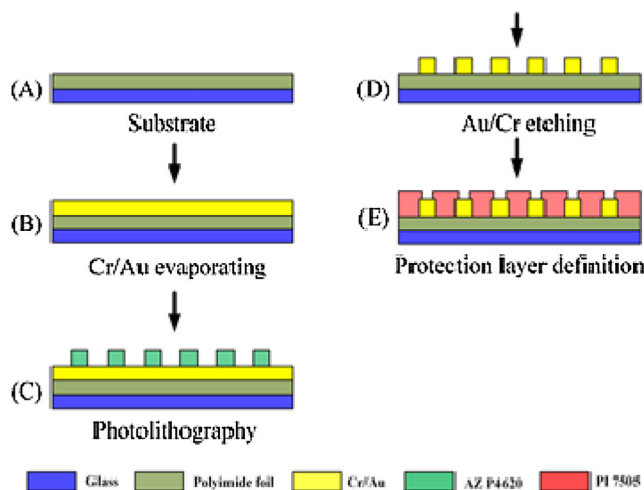 (A)
Substrate
(B)
Cr/Au evaporating
(C)
Photolithography
(D)
Au/Cr etching
(E)
Protection layer definition
Glass
Polyimide foil
Cr/Au
AZ P4620
PI 7505